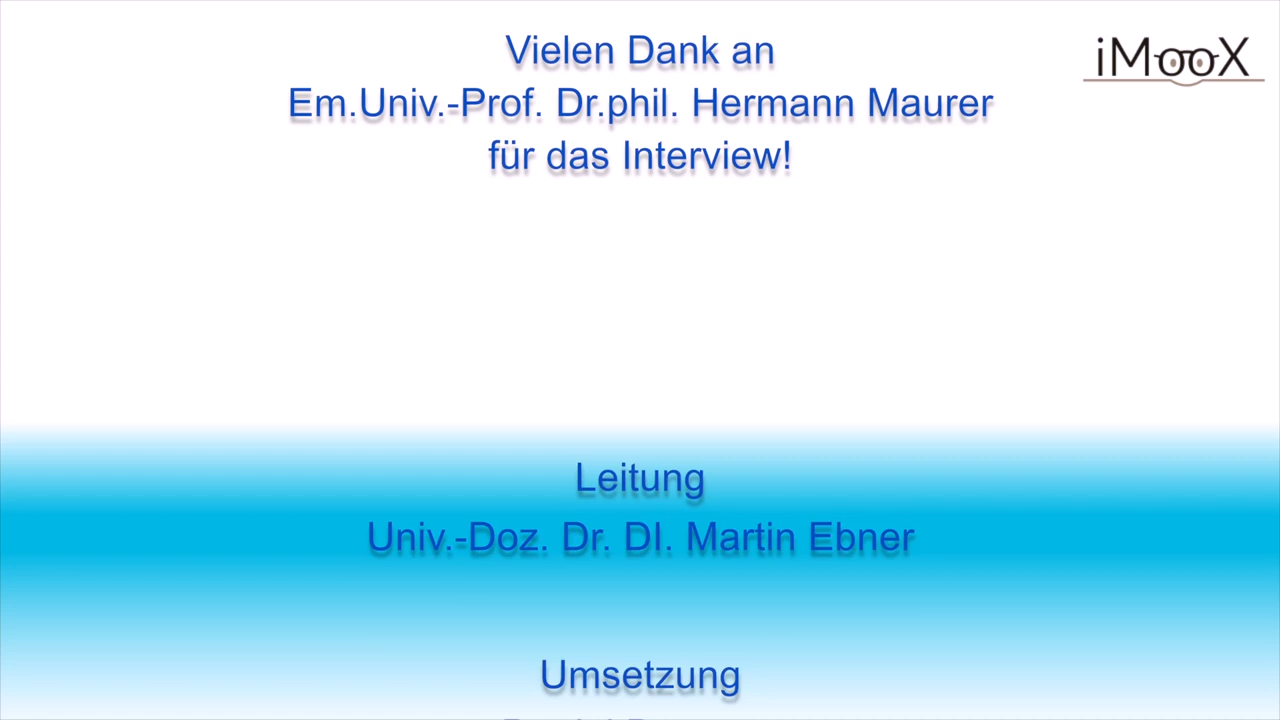 Vielen Dank an
iMooX
Em.Univ.-Prof. Dr.phil. Hermann Maurer
für das Interview!
Leitung
Univ.-Doz. Dr. DI. Martin Ebner
Umsetzung